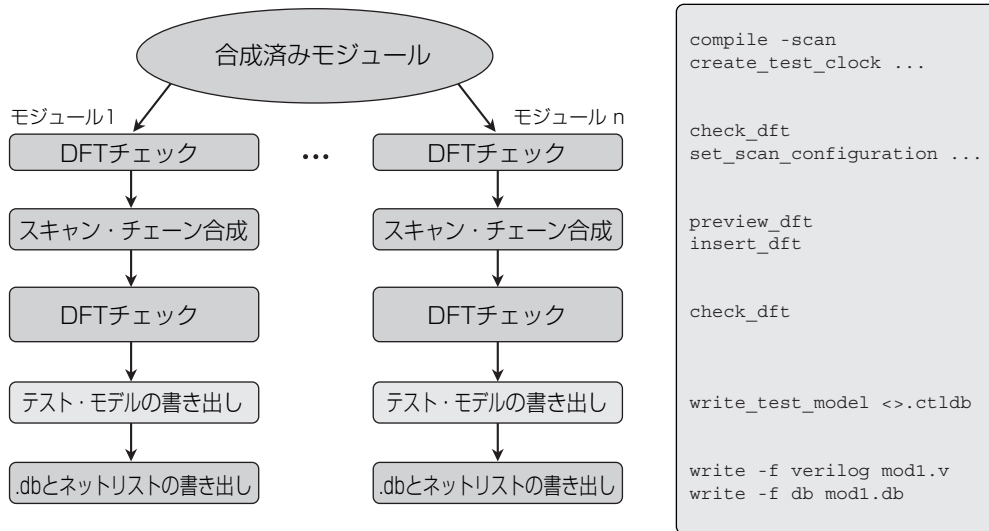 合成済みモジュール
モジュール1
モジュール n
DFTチェック
...
DFTチェック
スキャン・チェーン合成
スキャン・チェーン合成
DFTチェック
DFTチェック
テスト・モデルの書き出し
テスト・モデルの書き出し
.dbとネットリストの書き出し
.dbとネットリストの書き出し
compile -scan
create_test_clock ...
check_dft
set_scan_configuration ...
preview_dft
insert_dft
check_dft
write_test_model <>.ctldb
write -f verilog mod1.v
write -f db mod1.db